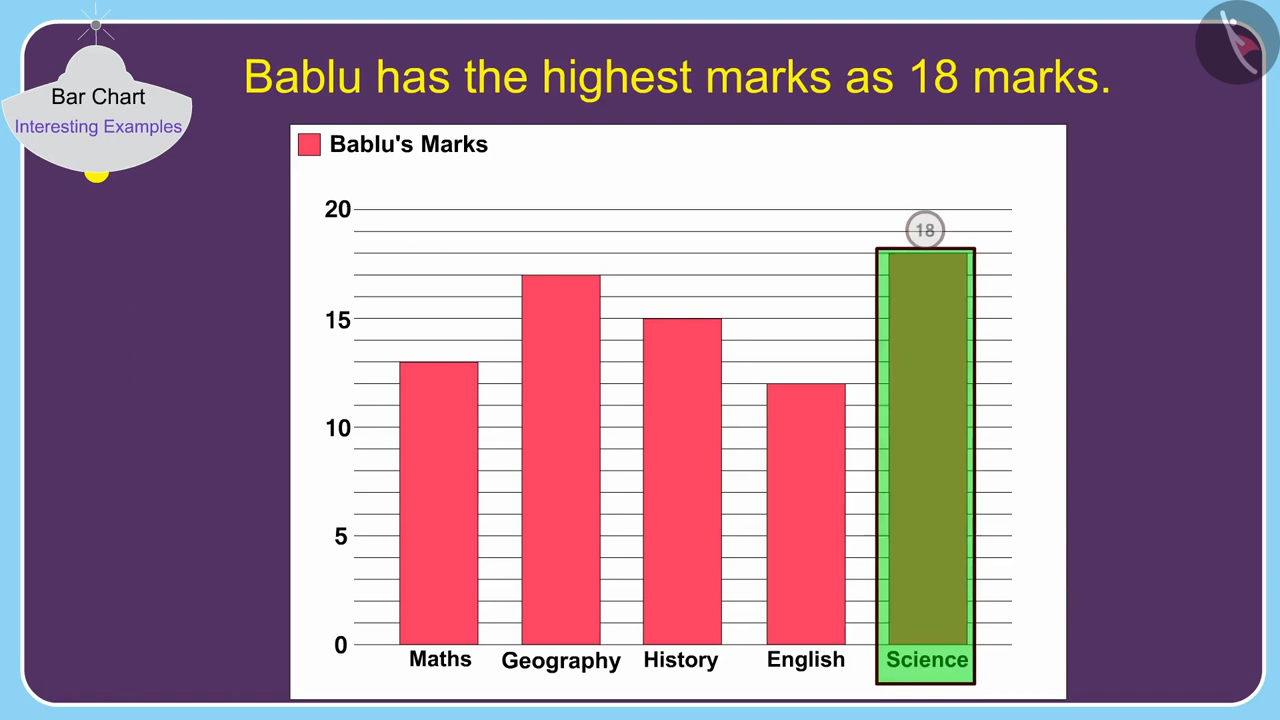 Bablu has the highest marks as 18 marks.
Bar Chart
Interesting Examples
Bablu's Marks
20
18
15
10
5
0
Maths Geography History English Science